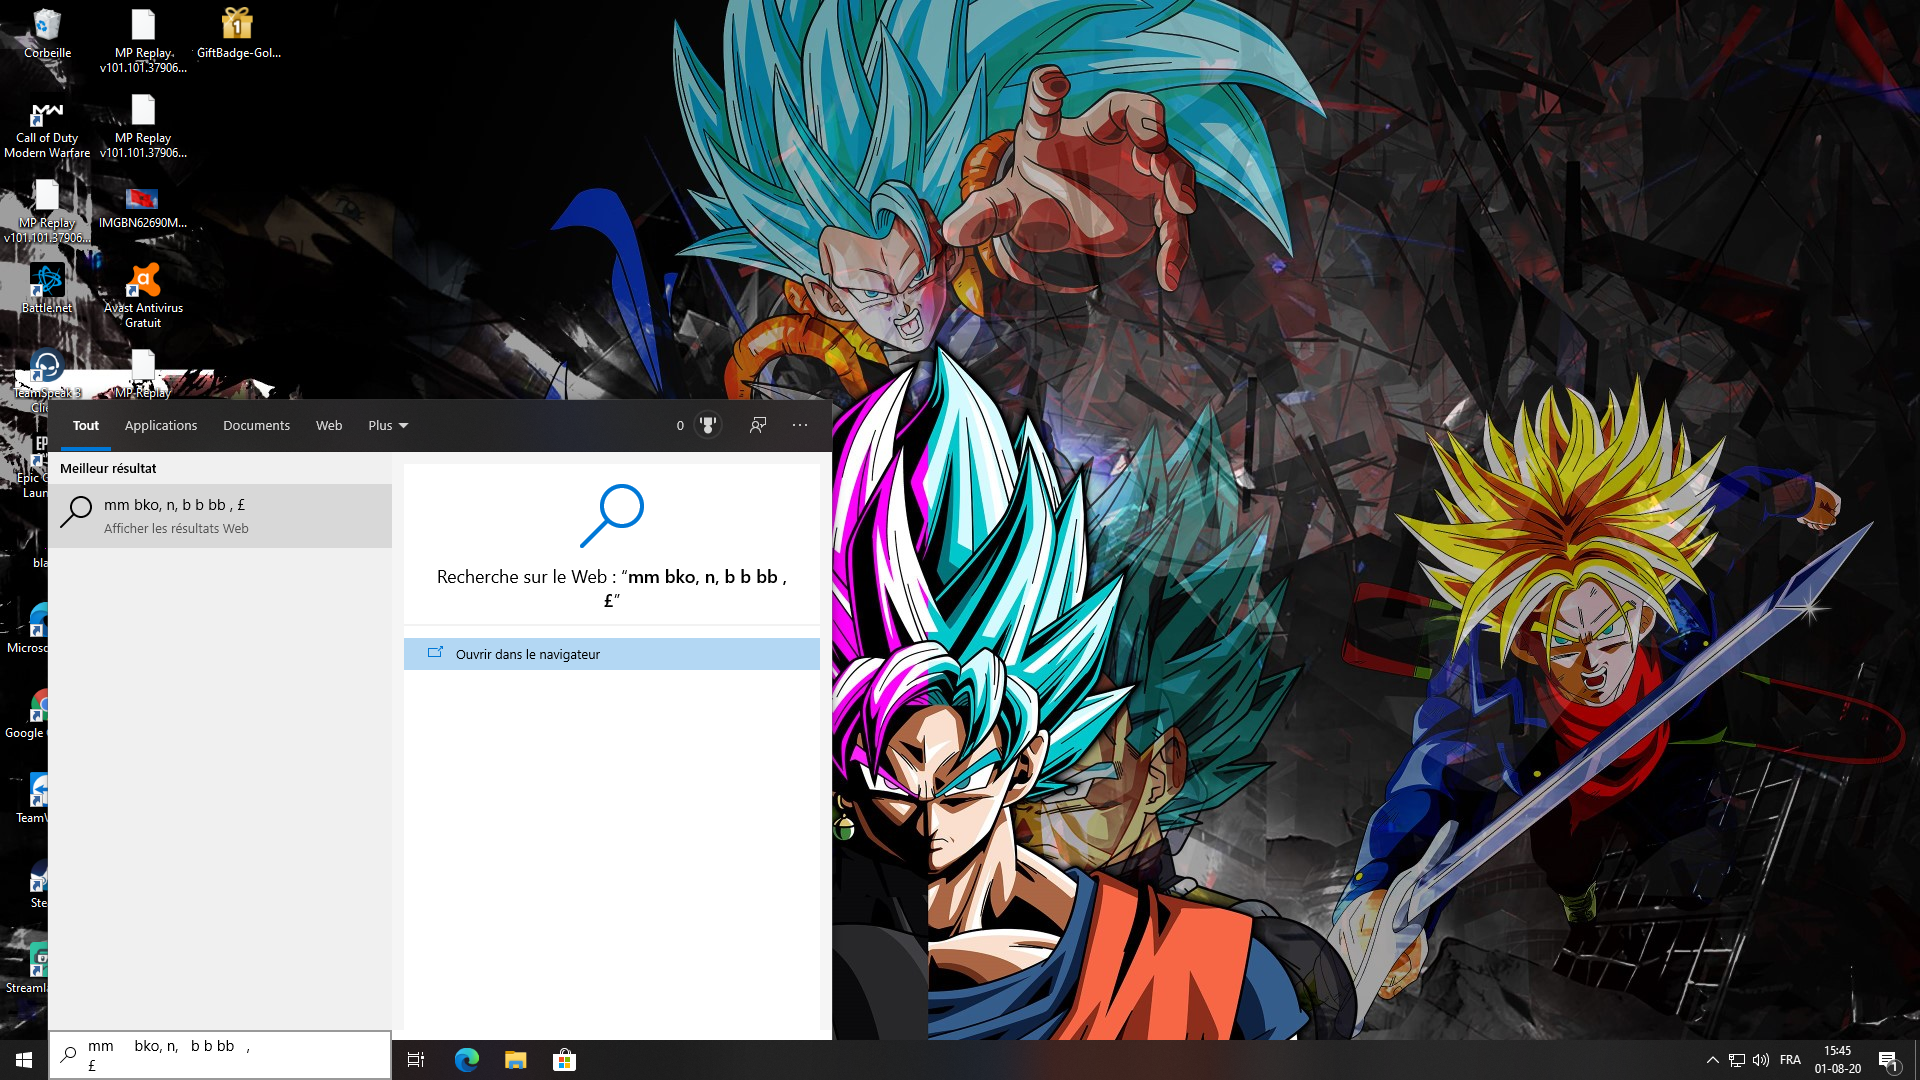 Corbeille
MP Replay
v101.101.37906...
GiftBadge-Gol...
Call of Duty
Modern Warfare
MP Replay
v101.101.37906...
MP Replay
v101.101.37906...
IMGBN62690M...
Battle.net
Avast Antivirus
Gratuit
TeamSpeak 3
Clie
MP Replay
Tout
Applications
Documents
Web
Plus
0
Meilleur résultat
mm bko, n, b b bb , £
Afficher les résultats Web
Recherche sur le Web : “mm bko, n, b b bb ,
£”
Ouvrir dans le navigateur
Epic G
Laun
bla
Microsc
Google
TeamV
Ste
Streamla
mm bko, n, b b bb ,
£
FRA
15:45
01-08-20
1